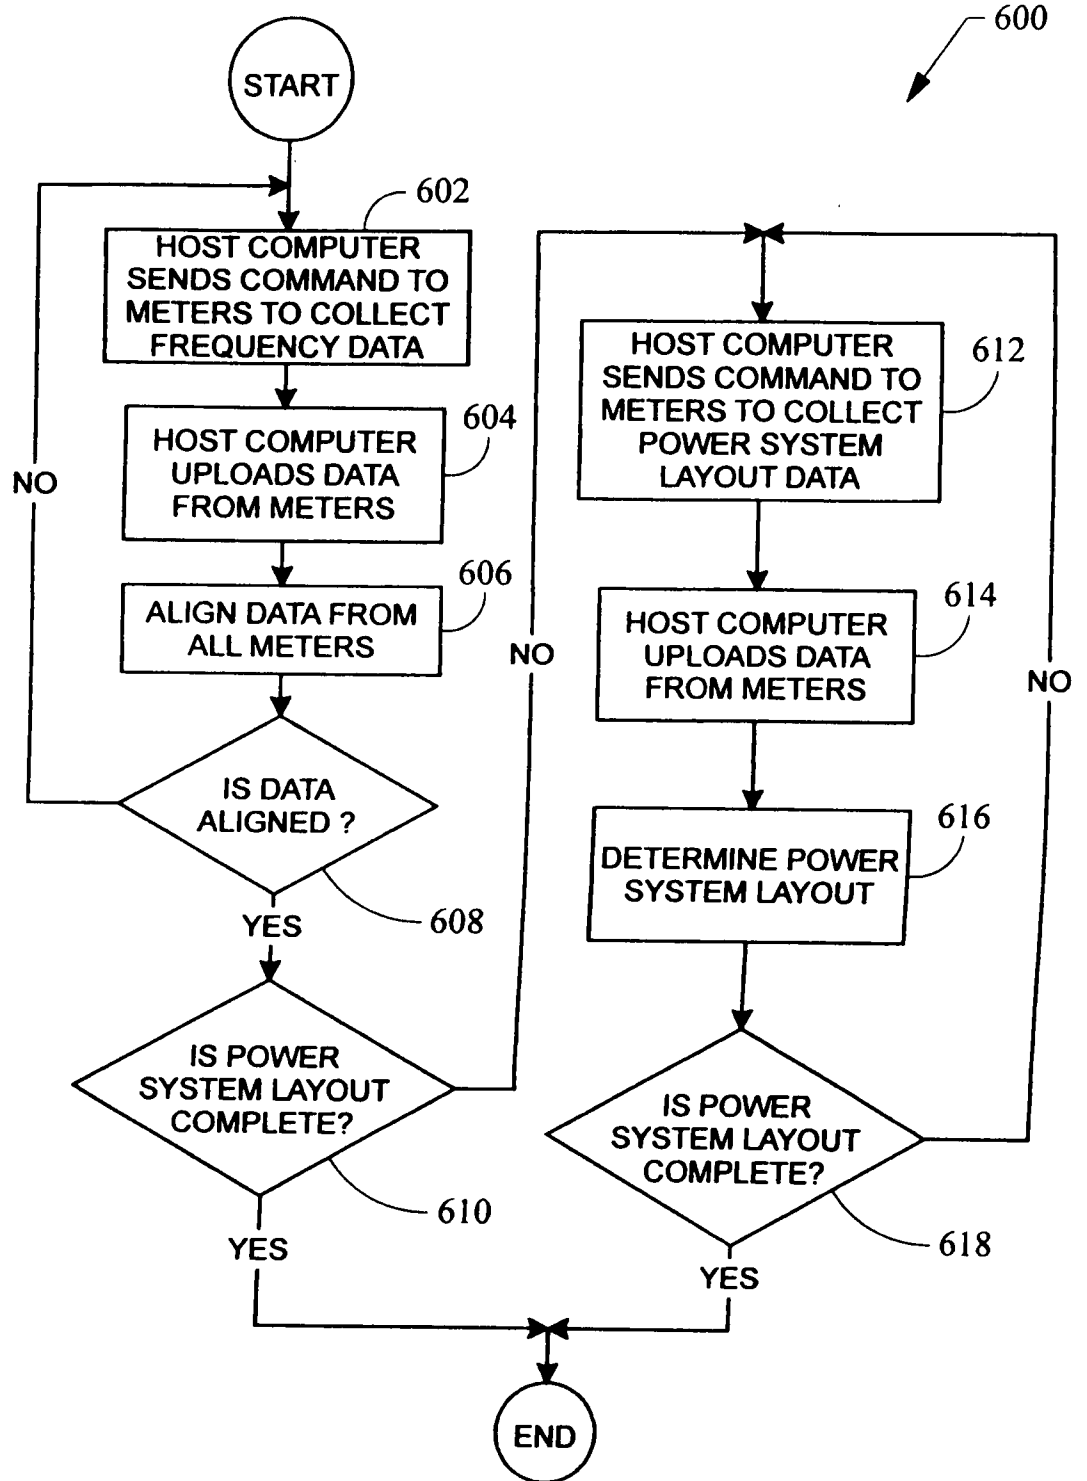 600
START
602
HOST COMPUTER
SENDS COMMAND TO
METERS TO COLLECT
FREQUENCY DATA
604
HOST COMPUTER
UPLOADS DATA
FROM METERS
606
ALIGN DATA FROM
ALL METERS
NO
IS DATA
ALIGNED ?
608
YES
IS POWER
SYSTEM LAYOUT
COMPLETE?
610
YES
NO
612
HOST COMPUTER
SENDS COMMAND TO
METERS TO COLLECT
POWER SYSTEM
LAYOUT DATA
614
HOST COMPUTER
UPLOADS DATA
FROM METERS
616
DETERMINE POWER
SYSTEM LAYOUT
NO
IS POWER
SYSTEM LAYOUT
COMPLETE?
618
YES
END